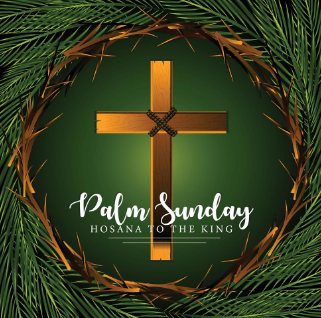 Palm Sunday
HOSANA TO THE KING